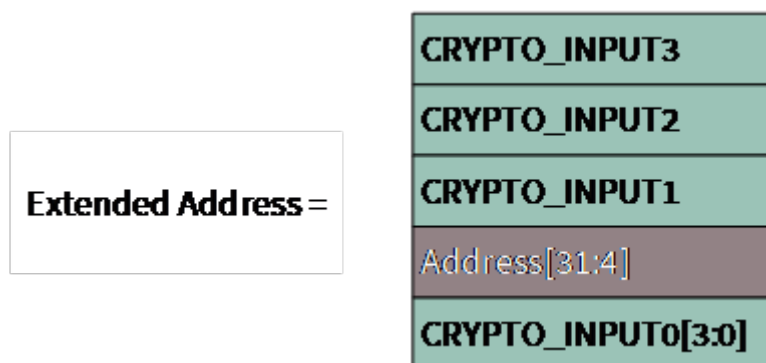 Extended Address =
CRYPTO_INPUT3
CRYPTO_INPUT2
CRYPTO_INPUT1
Address[31:4]
CRYPTO_INPUT0[3:0]